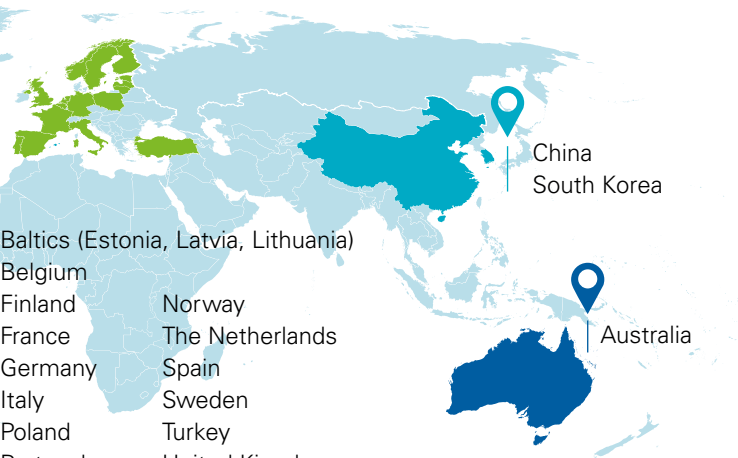 China
South Korea
Baltics (Estonia, Latvia, Lithuania)
Belgium
Finland
Norway
France
The Netherlands
Australia
Germany
Spain
Italy
Sweden
Poland
Turkey